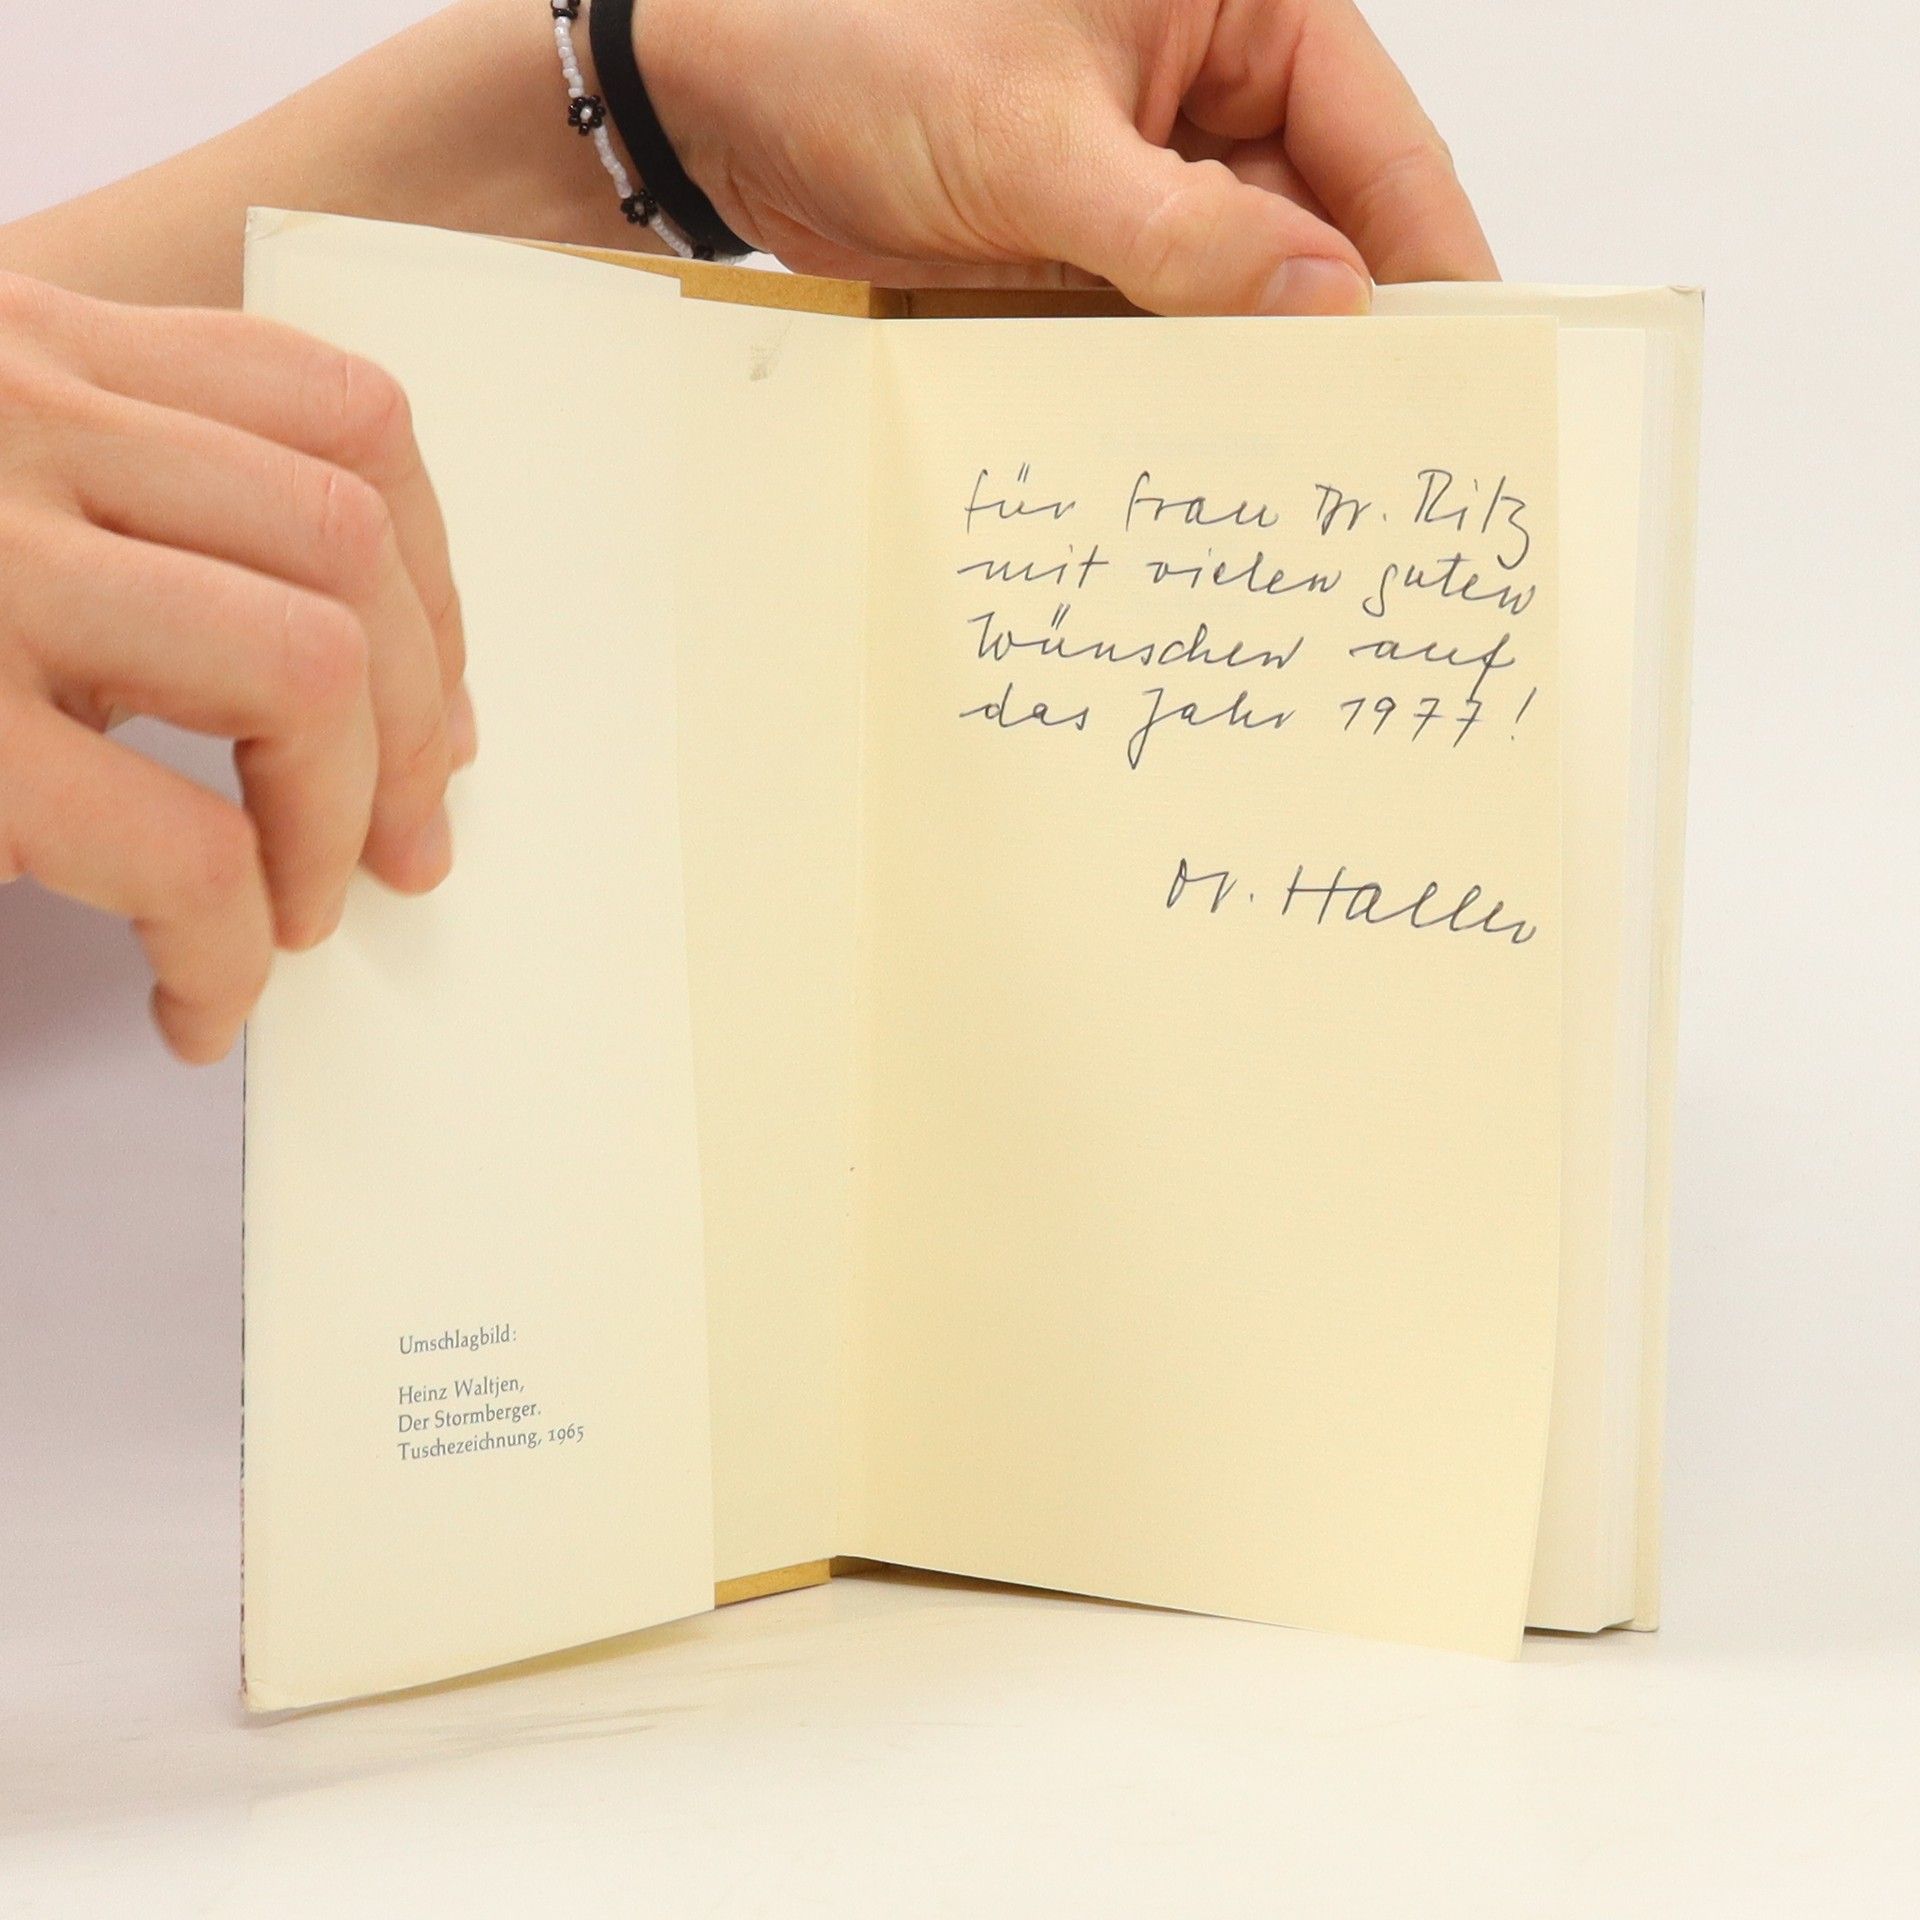 Für Frau Dr. Ritz
mit vielen guten
Wünschen auf
das Jahr 1977!
Dr. Haller
Umschlagbild:
Heinz Waltjen,
Der Stormberger.
Tuschezeichnung, 1965